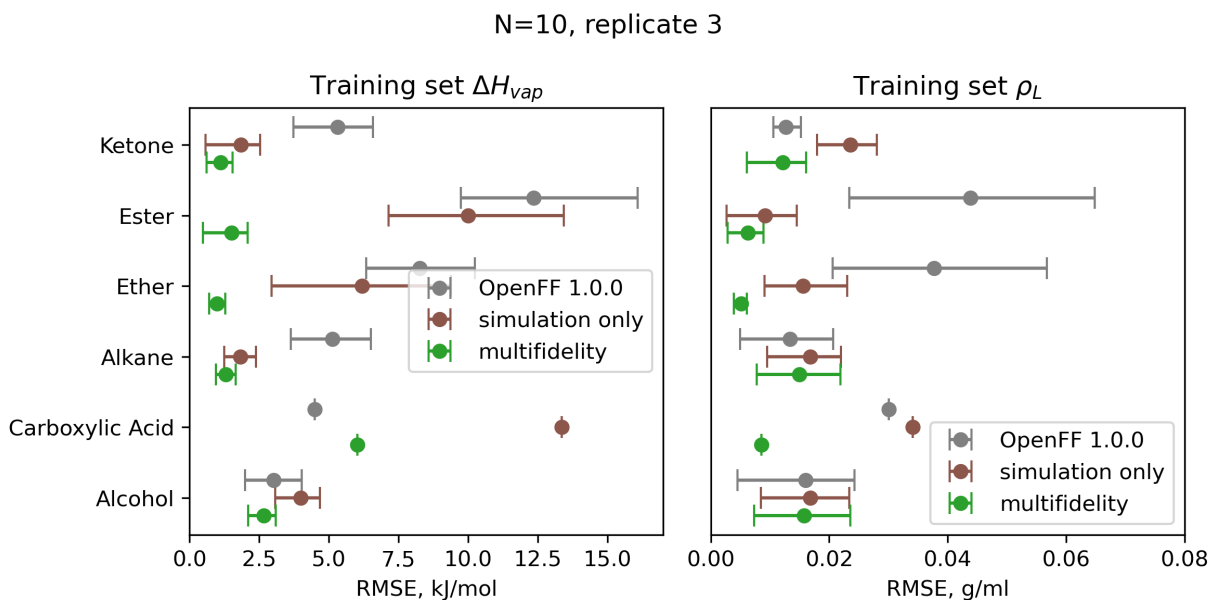 N=10, replicate 3
Training set ΔH_vap
Training set ρ_L
Ketone
Ester
Ether
Alkane
Carboxylic Acid
Alcohol
OpenFF 1.0.0
simulation only
multifidelity
OpenFF 1.0.0
simulation only
multifidelity
0.0 2.5 5.0 7.5 10.0 12.5 15.0
0.00 0.02 0.04 0.06 0.08
RMSE, kJ/mol
RMSE, g/ml